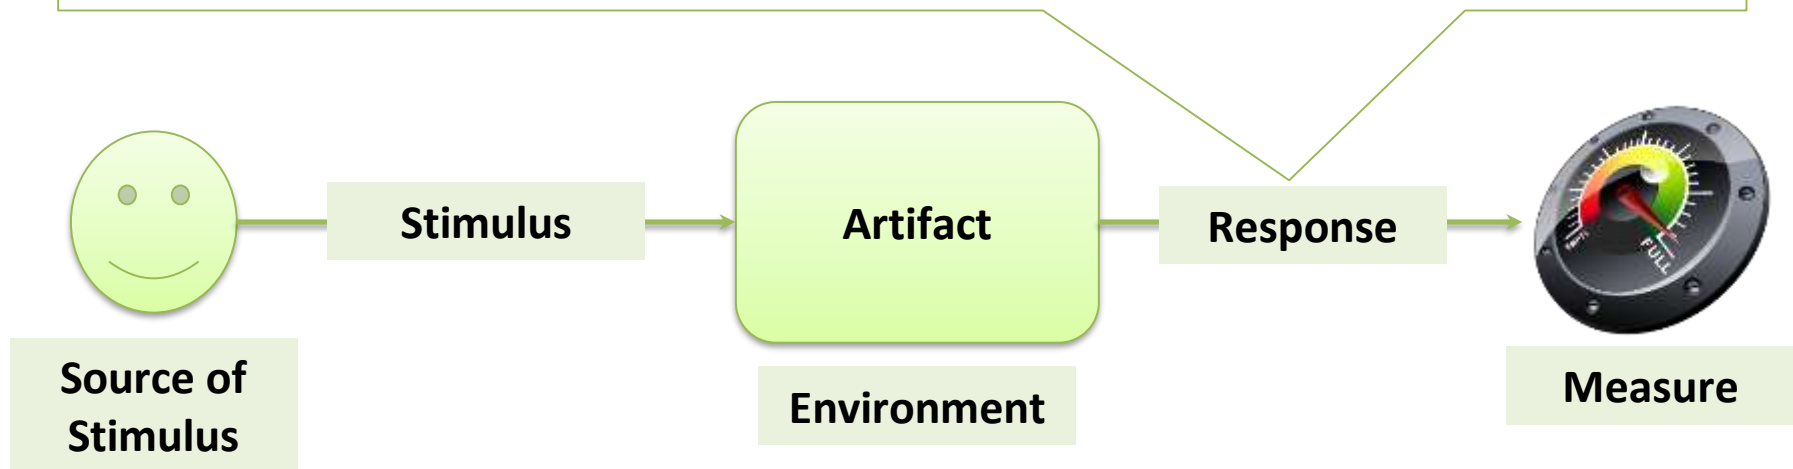 Stimulus
Artifact
Response
FULL
Source of
Stimulus
Environment
Measure